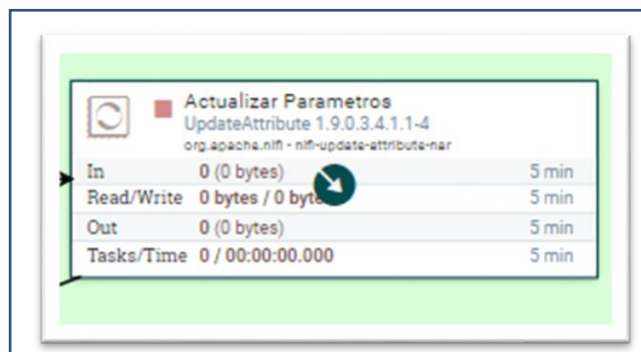 Actualizar Parametros
UpdateAttribute 1.9.0.3.4.1.1-4
org.apache.nifi - nifi-update-attribute-nar
In 0 (0 bytes) 5 min
Read/Write 0 bytes / 0 5 min
Out 0 (0 bytes) 5 min
Tasks/Time 0 / 00:00:00.000 5 min